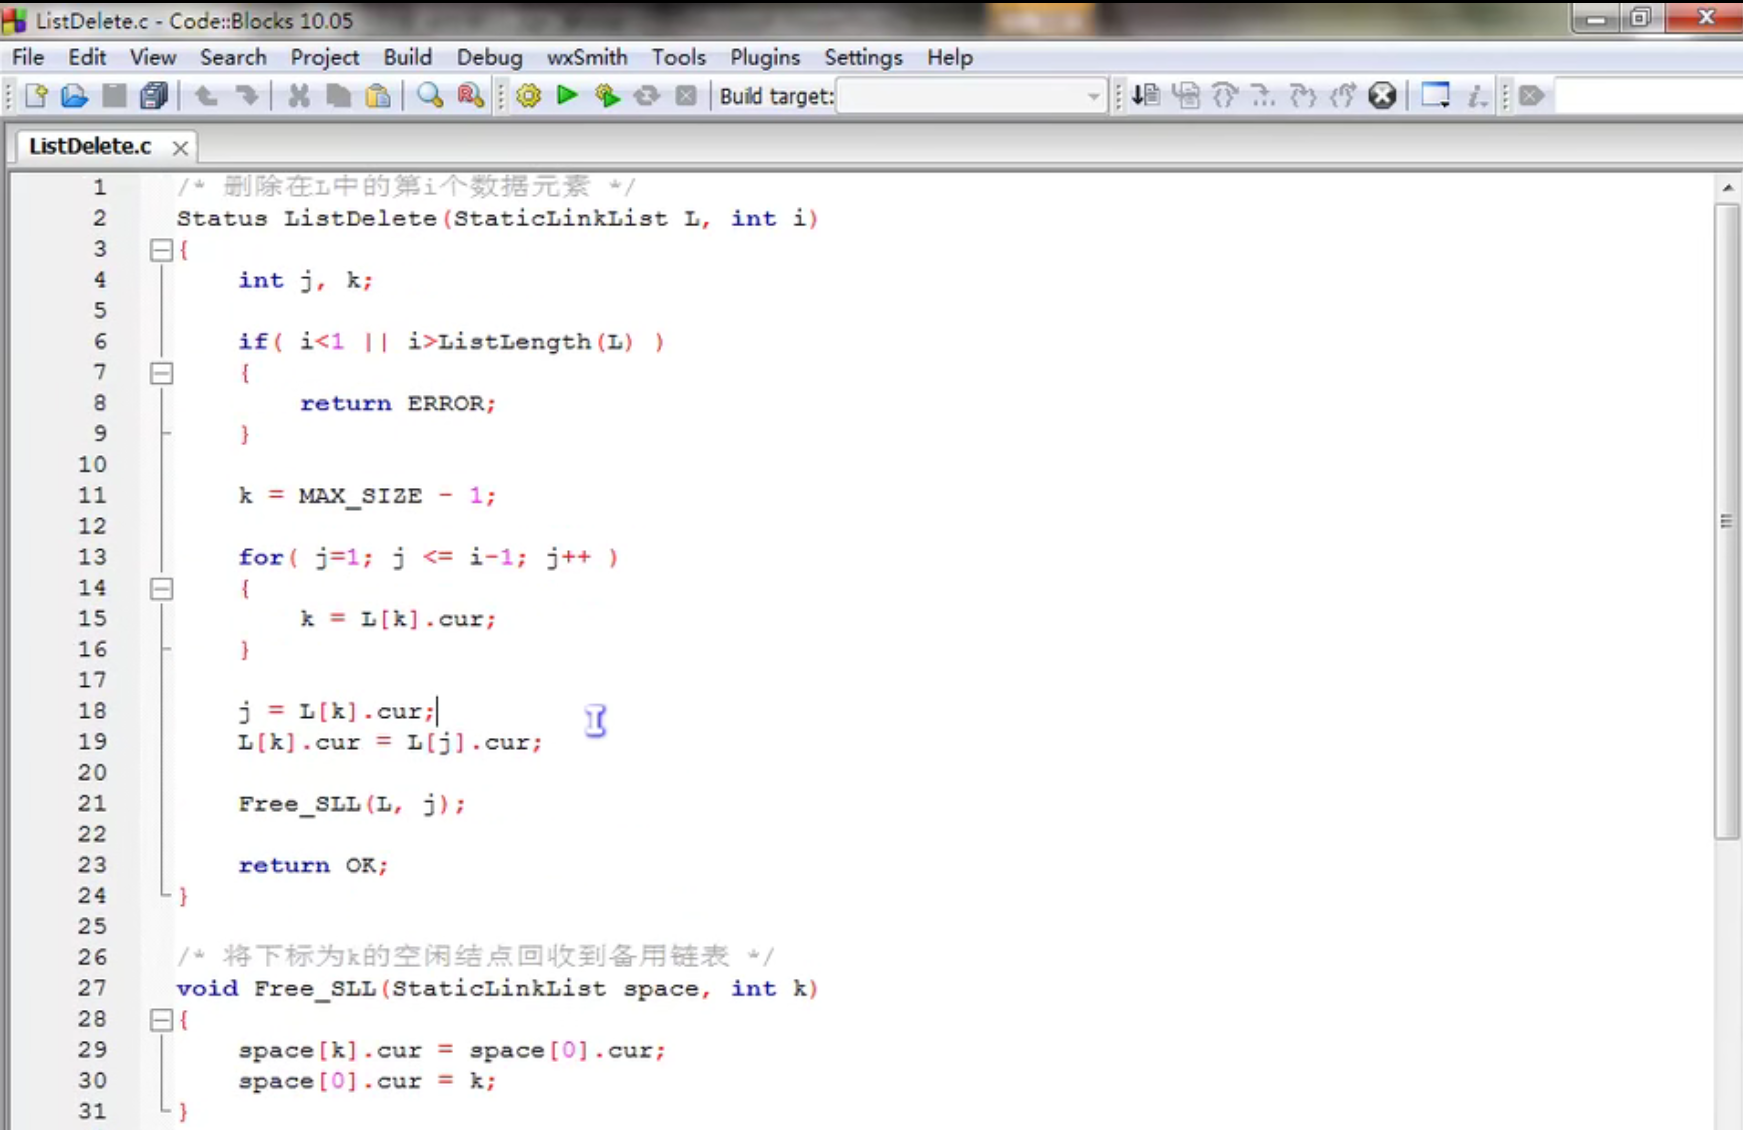 ListDelete.c - Code::Blocks 10.05
File Edit View Search Project Build Debug wxSmith Tools Plugins Settings Help
Build target:
ListDelete.c
1 /* 删除在L中的第i个数据元素 */
2 Status ListDelete(StaticLinkList L, int i)
3 {
4 int j, k;
5
6 if( i<1 || i>ListLength(L) )
7 {
8 return ERROR;
9 }
10
11 k = MAX_SIZE - 1;
12
13 for( j=1; j <= i-1; j++ )
14 {
15 k = L[k].cur;
16 }
17
18 j = L[k].cur;
19 L[k].cur = L[j].cur;
20
21 Free_SLL(L, j);
22
23 return OK;
24 }
25
26 /* 将下标为k的空闲结点回收到备用链表 */
27 void Free_SLL(StaticLinkList space, int k)
28 {
29 space[k].cur = space[0].cur;
30 space[0].cur = k;
31 }